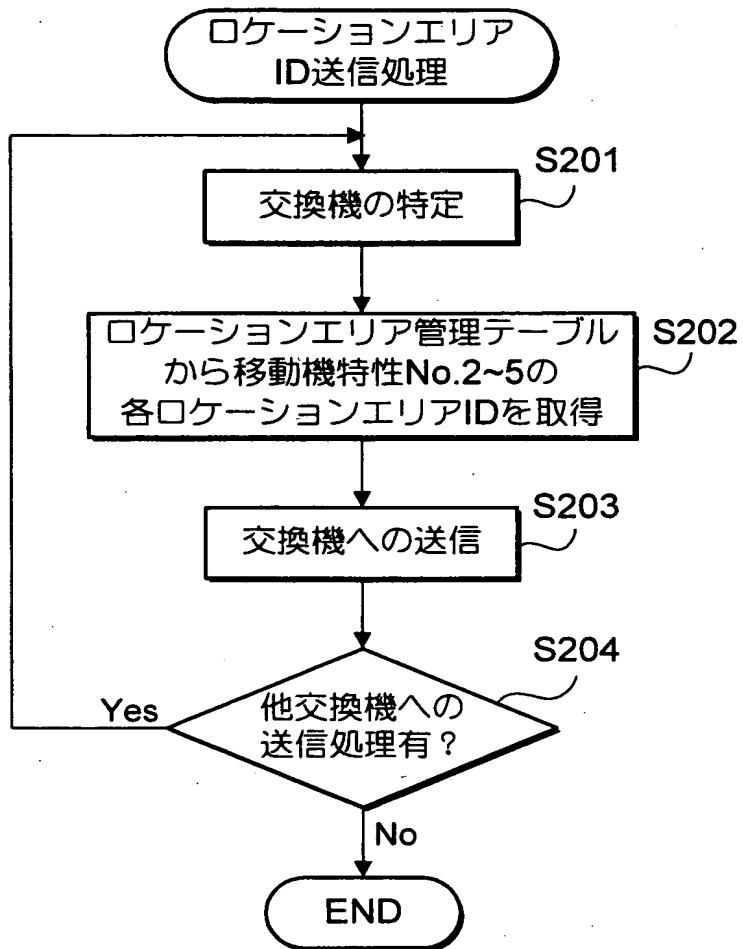 ロケーションエリア
ID送信処理
S201
交換機の特定
S202
ロケーションエリア管理テーブル
から移動機特性No.2~5の
各ロケーションエリアIDを取得
S203
交換機への送信
S204
他交換機への
送信処理有？
Yes
No
END